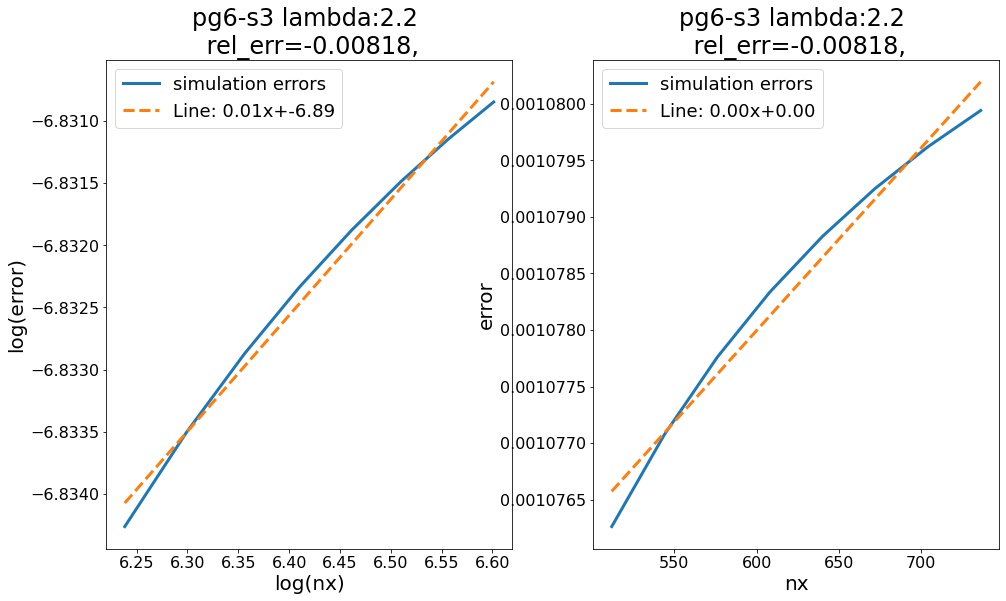 pg6-s3 lambda:2.2
rel_err=-0.00818,
simulation errors
Line: 0.01x+-6.89
log(error)
−6.8310
−6.8315
−6.8320
−6.8325
−6.8330
−6.8335
−6.8340
6.25 6.30 6.35 6.40 6.45 6.50 6.55 6.60
log(nx)
pg6-s3 lambda:2.2
rel_err=-0.00818,
simulation errors
Line: 0.00x+0.00
error
0.0010800
0.0010795
0.0010790
0.0010785
0.0010780
0.0010775
0.0010770
0.0010765
550 600 650 700
nx